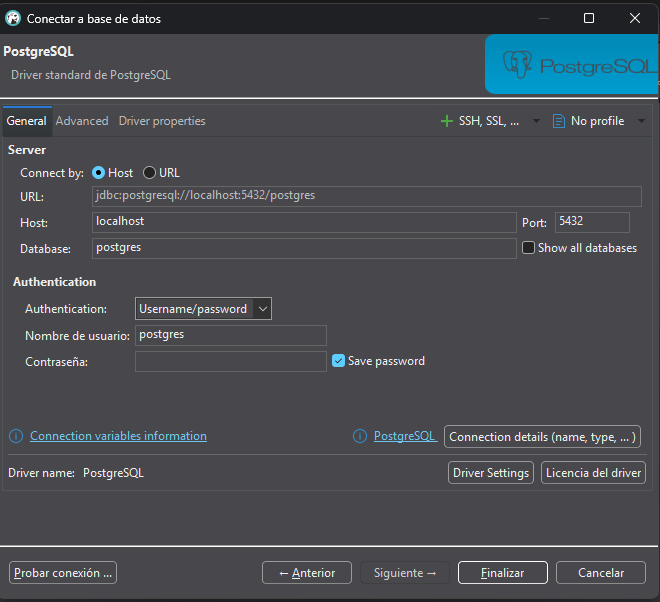 Conectar a base de datos
PostgreSQL
Driver standard de PostgreSQL
PostgreSQL
General Advanced Driver properties SSH, SSL, ... No profile
Server
Connect by: Host URL
URL: jdbc:postgresql://localhost:5432/postgres
Host: localhost Port: 5432
Database: postgres Show all databases
Authentication
Authentication: Username/password
Nombre de usuario: postgres
Contraseña: Save password
Connection variables information PostgreSQL Connection details (name, type, ... )
Driver name: PostgreSQL Driver Settings Licencia del driver
Probar conexión ... ← Anterior Siguiente → Finalizar Cancelar